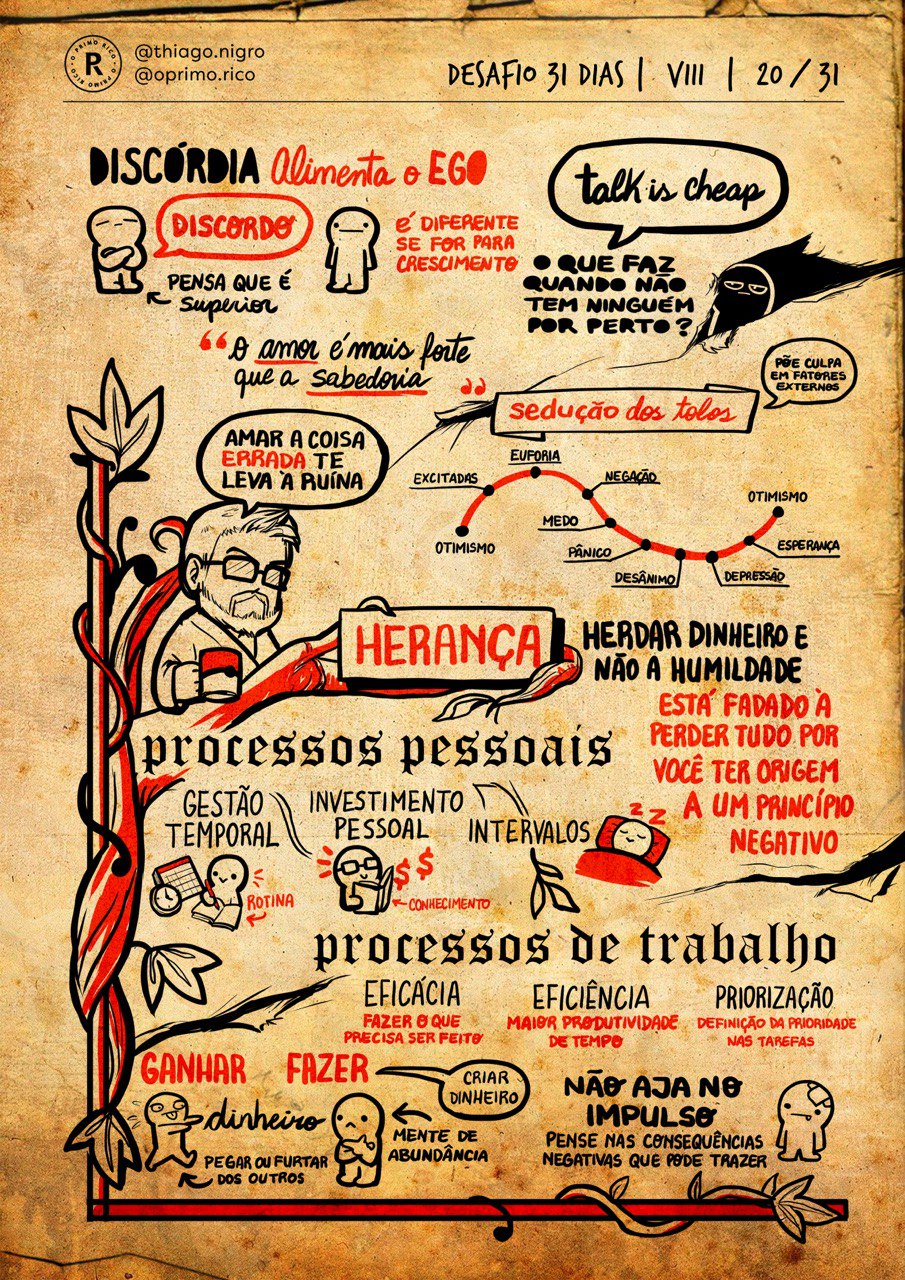 @thiago.nigro
@oprimo.rico
R
O PRIMO RICO • O PRIMO RICO •
DESAFIO 31 DIAS | VIII | 20 / 31
DISCÓRDIA Alimenta o EGO
DISCORDO
PENSA QUE É
superior
É DIFERENTE
SE FOR PARA
CRESCIMENTO
talk is cheap
O QUE FAZ
QUANDO NÃO
TEM NINGUÉM
POR PERTO?
“o amor é mais forte
que a sabedoria”
PÕE CULPA
EM FATORES
EXTERNOS
sedução dos tolos
AMAR A COISA
ERRADA TE
LEVA À RUÍNA
OTIMISMO
EXCITADAS
EUFORIA
NEGAÇÃO
MEDO
PÂNICO
DESÂNIMO
DEPRESSÃO
ESPERANÇA
OTIMISMO
HERANÇA
HERDAR DINHEIRO E
NÃO A HUMILDADE
ESTÁ FADADO À
PERDER TUDO POR
VOCÊ TER ORIGEM
A UM PRINCÍPIO
NEGATIVO
processos pessoais
GESTÃO
TEMPORAL
ROTINA
INVESTIMENTO
PESSOAL
$ $
CONHECIMENTO
INTERVALOS
z z
processos de trabalho
EFICÁCIA
FAZER O QUE
PRECISA SER FEITO
EFICIÊNCIA
MAIOR PRODUTIVIDADE
DE TEMPO
PRIORIZAÇÃO
DEFINIÇÃO DA PRIORIDADE
NAS TAREFAS
GANHAR FAZER
dinheiro
PEGAR OU FURTAR
DOS OUTROS
CRIAR
DINHEIRO
MENTE DE
ABUNDÂNCIA
NÃO AJA NO
IMPULSO
PENSE NAS CONSEQUÊNCIAS
NEGATIVAS QUE PODE TRAZER